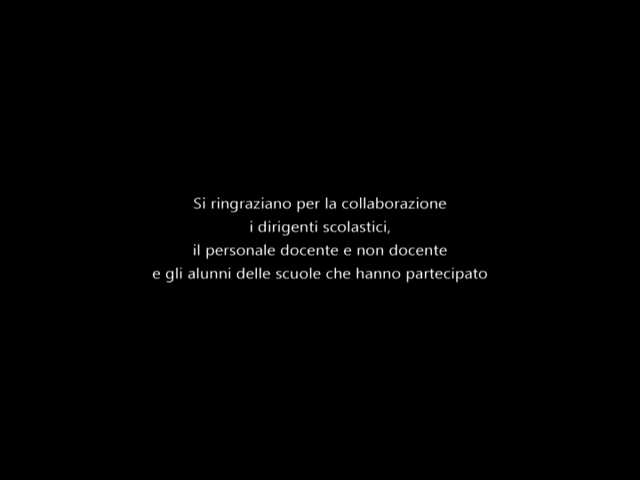 Si ringraziano per la collaborazione
i dirigenti scolastici,
il personale docente e non docente
e gli alunni delle scuole che hanno partecipato